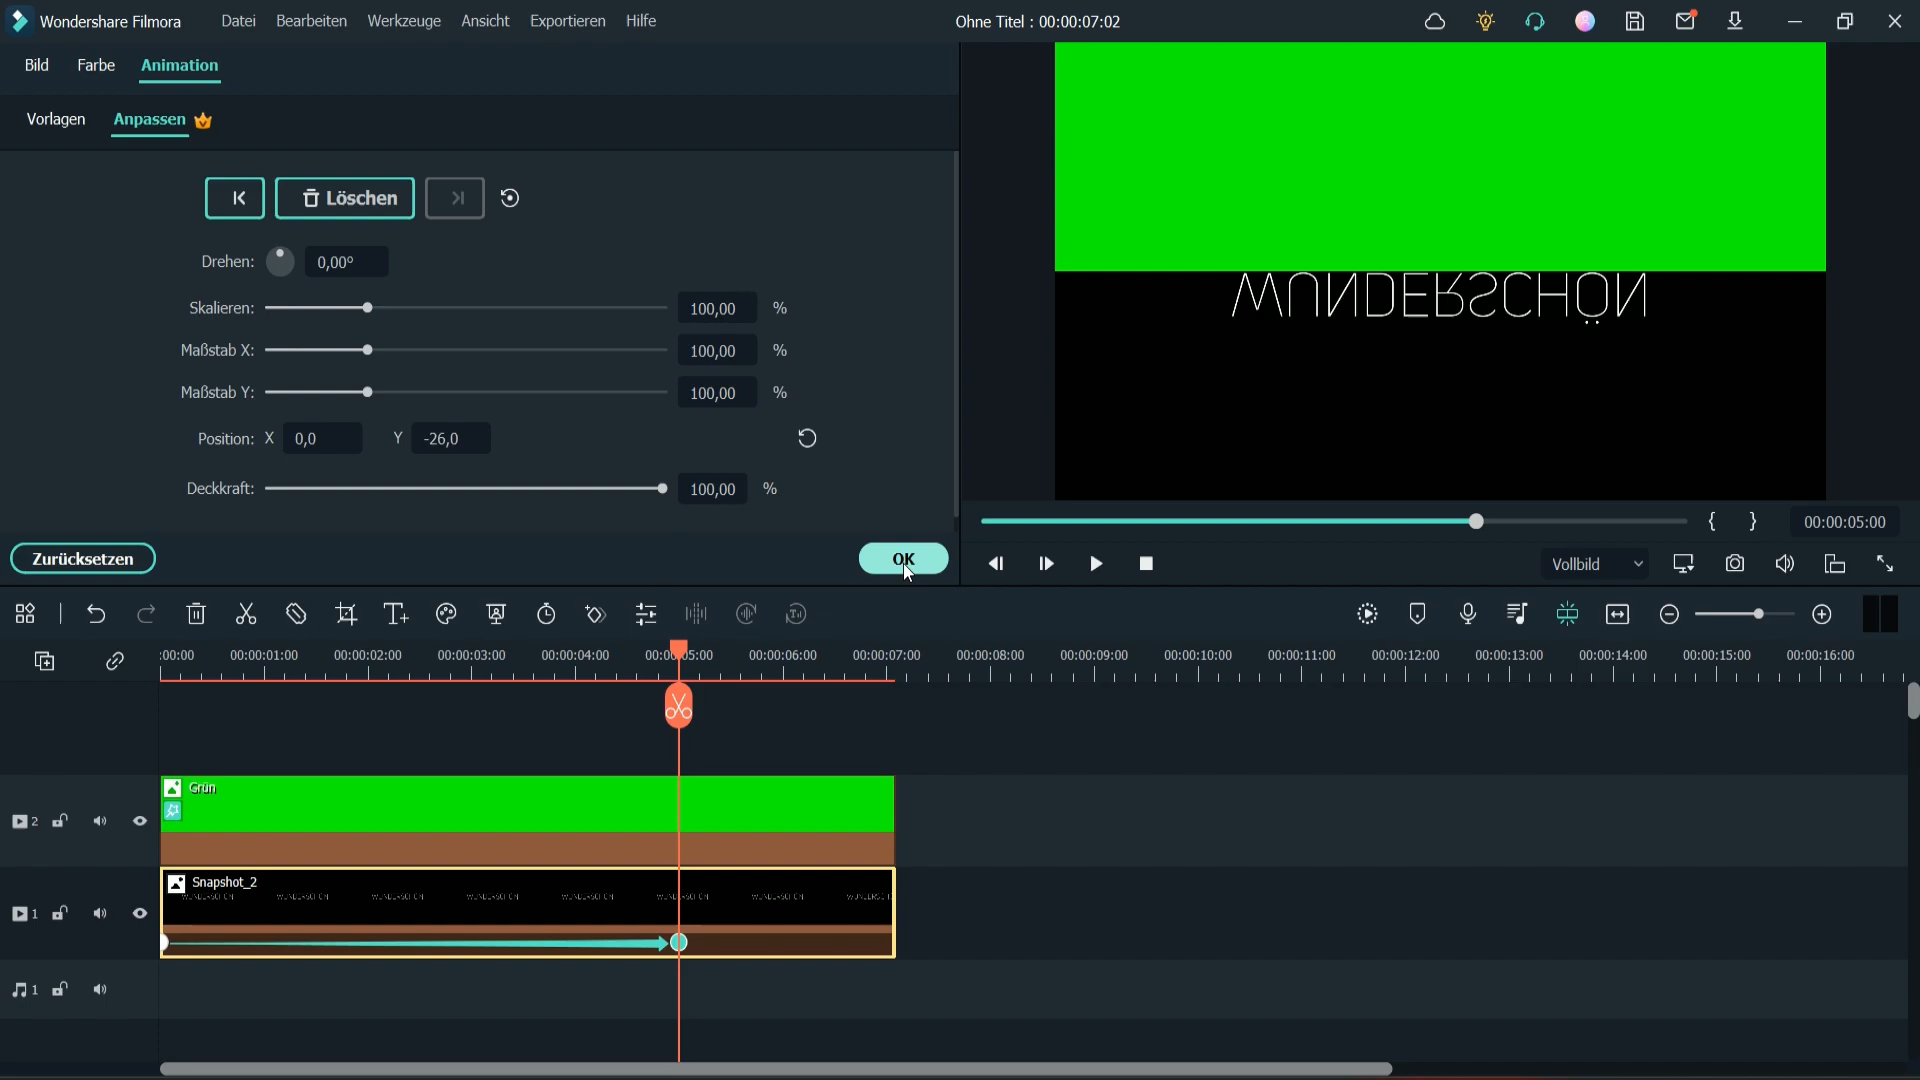 Wondershare Filmora
Datei Bearbeiten Werkzeuge Ansicht Exportieren Hilfe
Ohne Titel : 00:00:07:02
Bild Farbe Animation
Vorlagen Anpassen
Löschen
Drehen: 0,00°
Skalieren: 100,00 %
Maßstab X: 100,00 %
Maßstab Y: 100,00 %
Position: X 0,0 Y -26,0
Deckkraft: 100,00 %
Zurücksetzen OK
WUNDERSCHÖN
{ } 00:00:05:00
Vollbild
:00:00 00:00:01:00 00:00:02:00 00:00:03:00 00:00:04:00 00:00:05:00 00:00:06:00 00:00:07:00 00:00:08:00 00:00:09:00 00:00:10:00 00:00:11:00 00:00:12:00 00:00:13:00 00:00:14:00 00:00:15:00 00:00:16:00
Grün
2
Snapshot_2
1
1